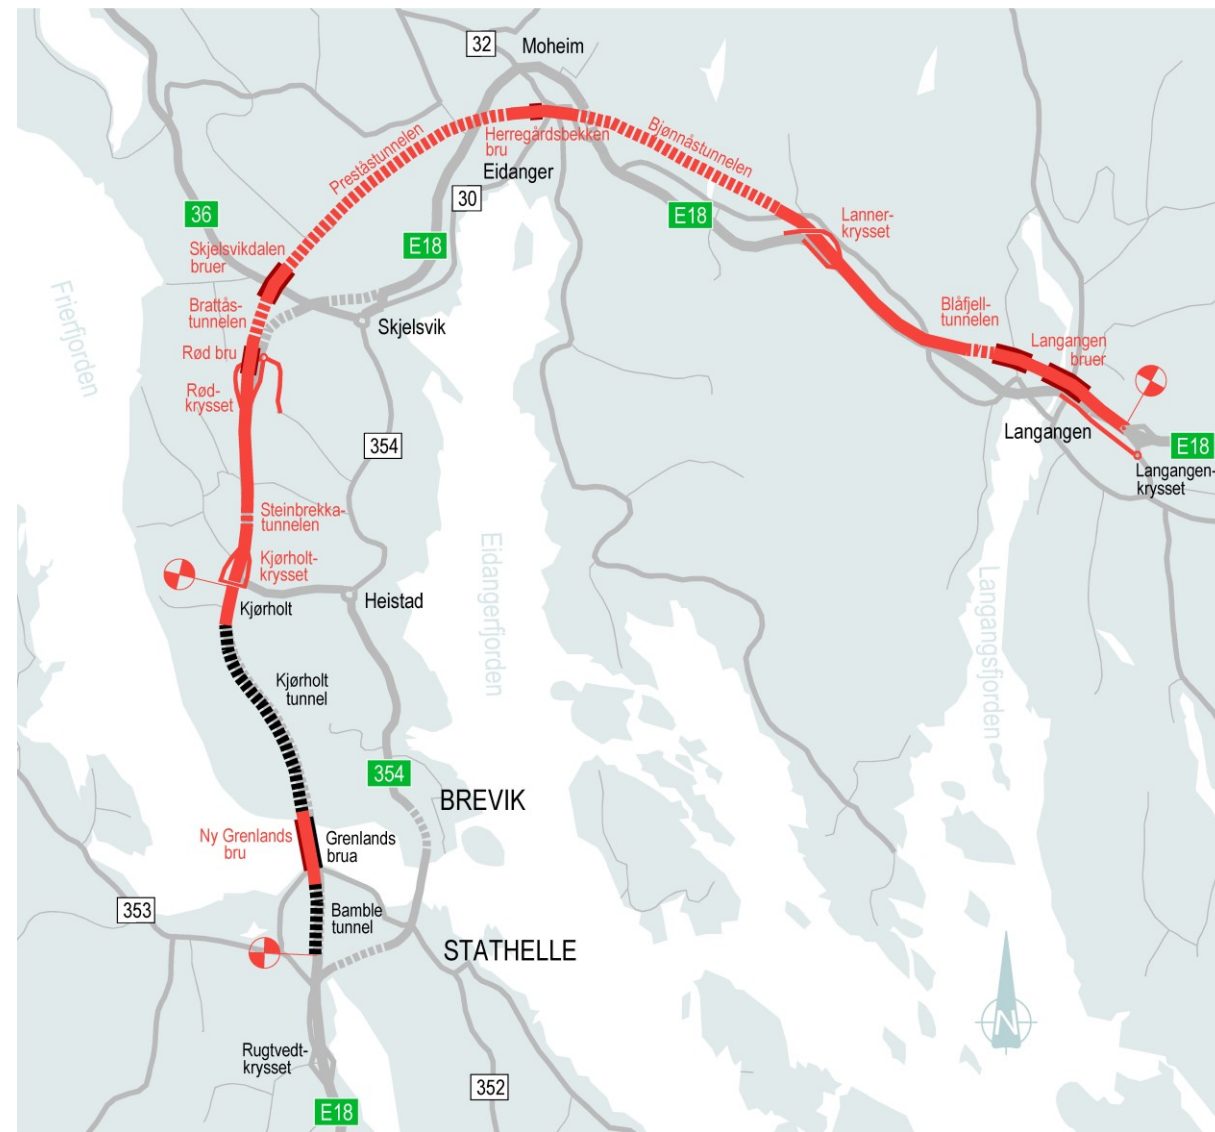 32
Moheim
Herregårdsbekken
bru
Bjønnåstunnelen
Preståstunnelen
Eidanger
30
36
E18
E18
Lanner-
krysset
Skjelsvikdalen
bruer
Frierfjorden
Brattås-
tunnelen
Skjelsvik
Blåfjell-
tunnelen
Langangen
bruer
Rød bru
Rød-
krysset
354
Langangen
E18
Langangen-
krysset
Steinbrekka-
tunnelen
Kjørholt-
krysset
Eidangerfjorden
Langangsfjorden
Kjørholt
Heistad
Kjørholt
tunnel
354
BREVIK
Ny Grenlands
bru
Grenlands
brua
353
Bamble
tunnel
STATHELLE
N
Rugtvedt-
krysset
352
E18